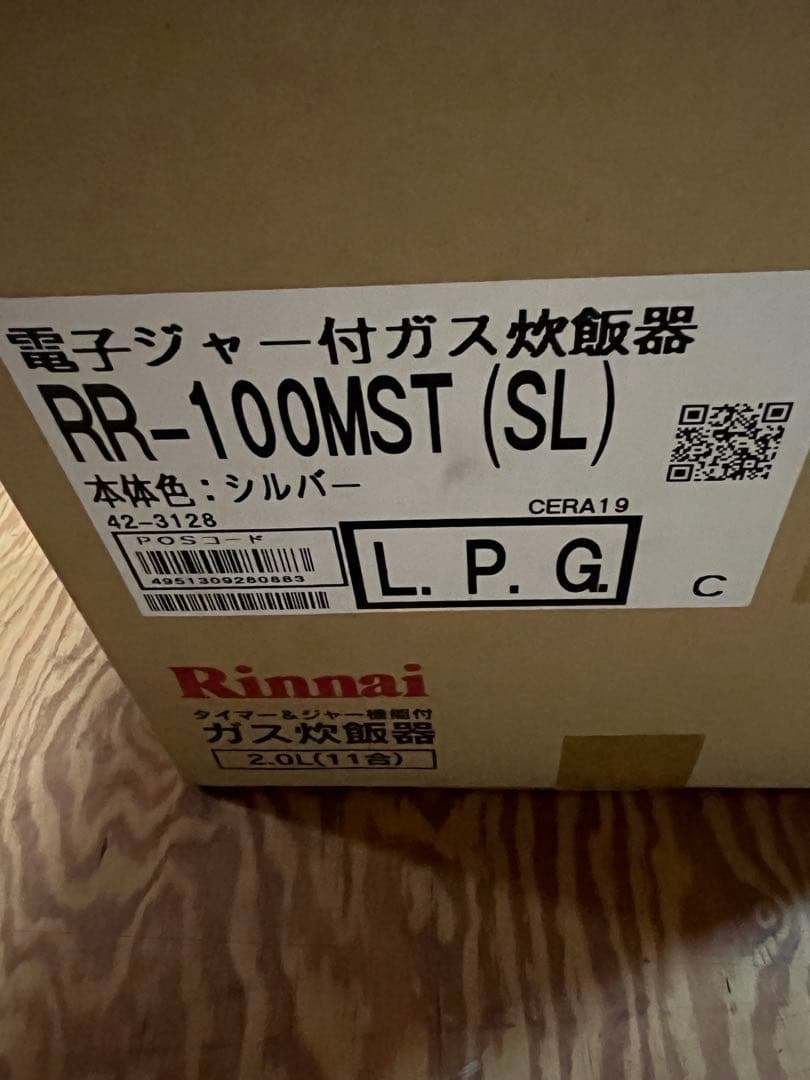 電子ジャー付ガス炊飯器
RR-100MST(SL)
本体色:シルバー
42-3128
CERA19
POSコード
4951309280883
L.P.G.
C
Rinnai
タイマー&ジャー機能付
ガス炊飯器
2.0L(11合)